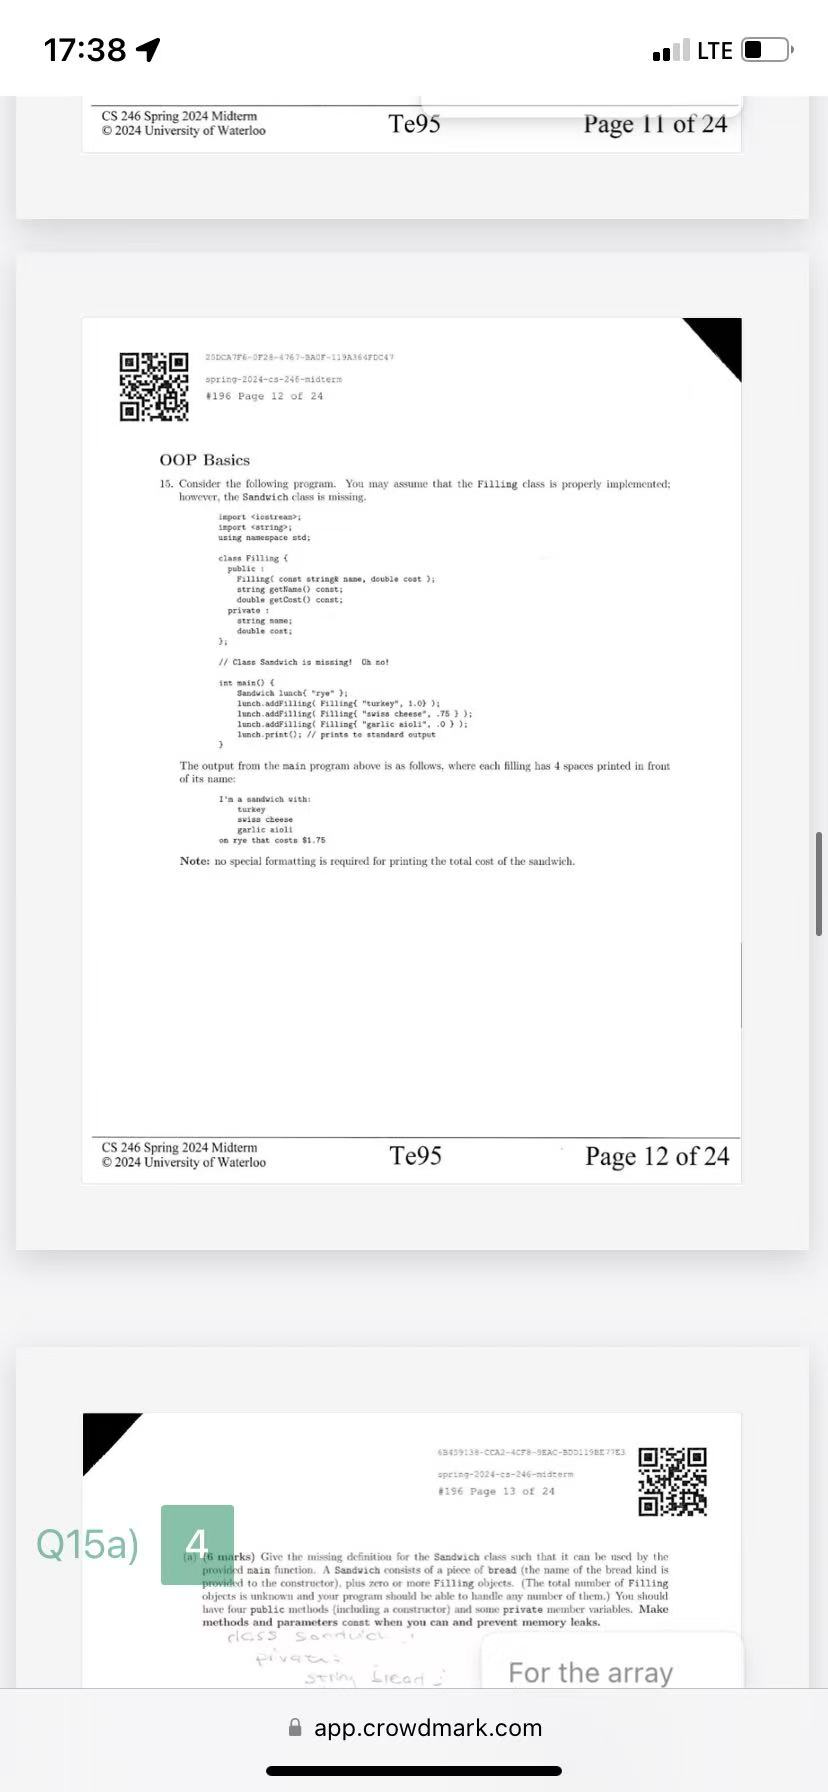 17:38
LTE
CS 246 Spring 2024 Midterm
© 2024 University of Waterloo
Te95
Page 11 of 24
20DCA7F6-0F28-4767-BA0F-119A364FDC47
spring-2024-cs-246-midterm
#196 Page 12 of 24
OOP Basics
15. Consider the following program. You may assume that the Filling class is properly implemented;
however, the Sandwich class is missing.
import <iostream>;
import <string>;
using namespace std;
class Filling {
public :
Filling( const string& name, double cost );
string getName() const;
double getCost() const;
private :
string name;
double cost;
};
// Class Sandwich is missing! Oh no!
int main() {
Sandwich lunch{ "rye" };
lunch.addFilling( Filling{ "turkey", 1.0} );
lunch.addFilling( Filling{ "swiss cheese", .75 } );
lunch.addFilling( Filling{ "garlic aioli", .0 } );
lunch.print(); // prints to standard output
}
The output from the main program above is as follows, where each filling has 4 spaces printed in front
of its name:
I'm a sandwich with:
turkey
swiss cheese
garlic aioli
on rye that costs $1.75
Note: no special formatting is required for printing the total cost of the sandwich.
CS 246 Spring 2024 Midterm
© 2024 University of Waterloo
Te95
Page 12 of 24
6B459138-CCA2-4CF8-9EAC-BDD119BE77E3
spring-2024-cs-246-midterm
#196 Page 13 of 24
Q15a) 4
(a) (6 marks) Give the missing definition for the Sandwich class such that it can be used by the
provided main function. A Sandwich consists of a piece of bread (the name of the bread kind is
provided to the constructor), plus zero or more Filling objects. (The total number of Filling
objects is unknown and your program should be able to handle any number of them.) You should
have four public methods (including a constructor) and some private member variables. Make
methods and parameters const when you can and prevent memory leaks.
class Sandwich
private:
string bread;
For the array
app.crowdmark.com